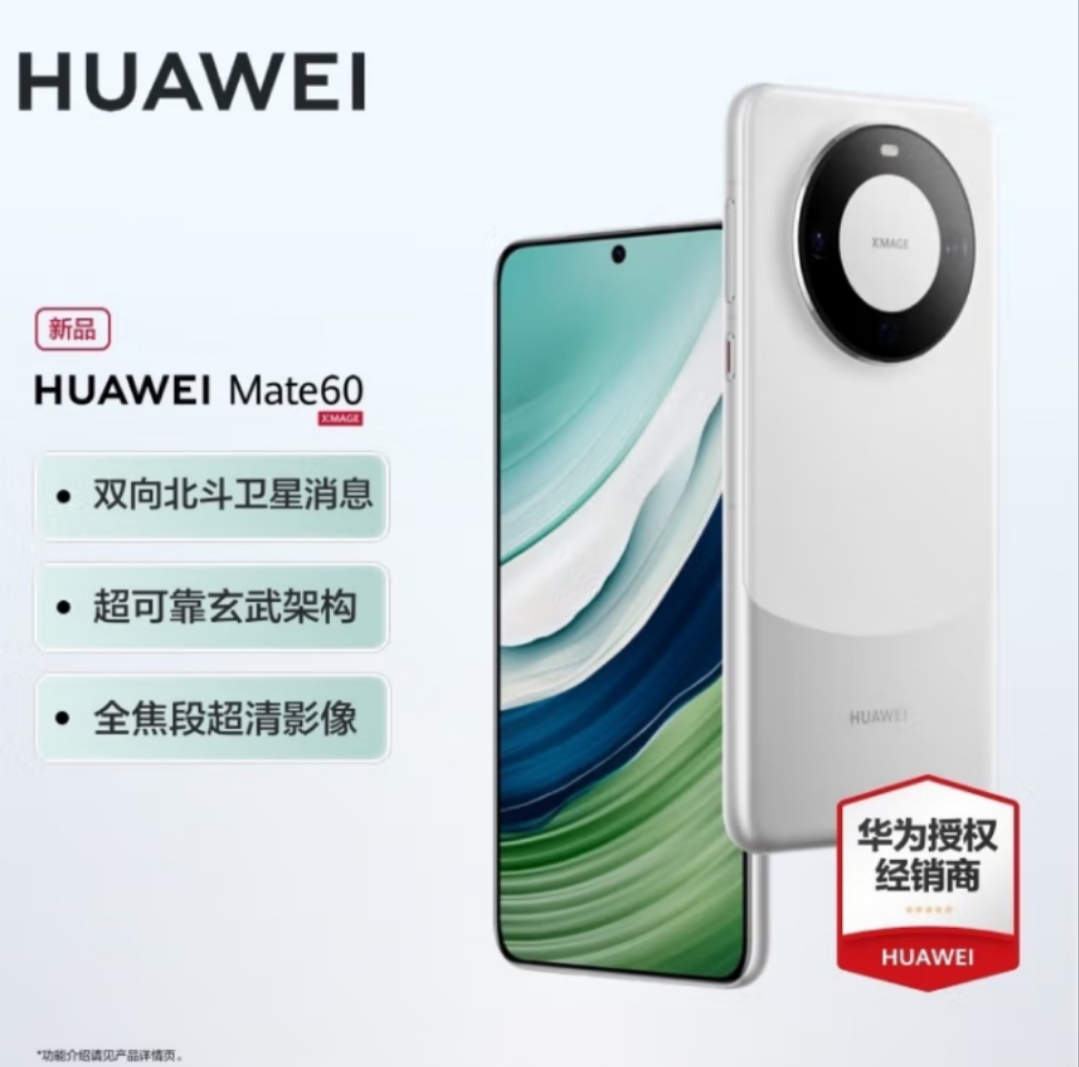 HUAWEI
新品
HUAWEI Mate60
XMAGE
• 双向北斗卫星消息
• 超可靠玄武架构
• 全焦段超清影像
XMAGE
HUAWEI
华为授权
经销商
HUAWEI
*功能介绍请见产品详情页。